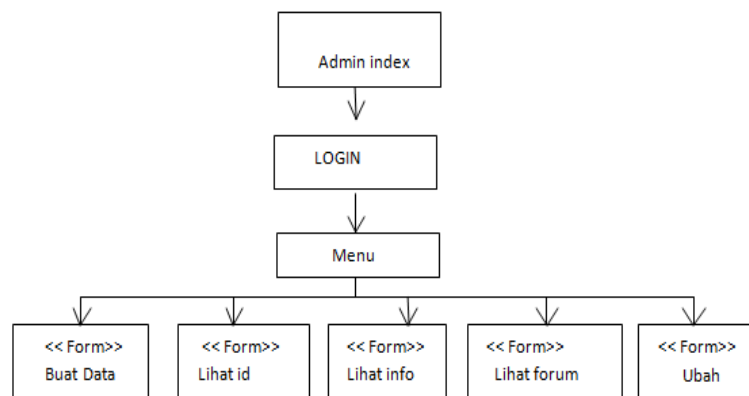 Admin index
LOGIN
Menu
<< Form>>
Buat Data
<< Form>>
Lihat id
<< Form>>
Lihat info
<< Form>>
Lihat forum
<< Form>>
Ubah